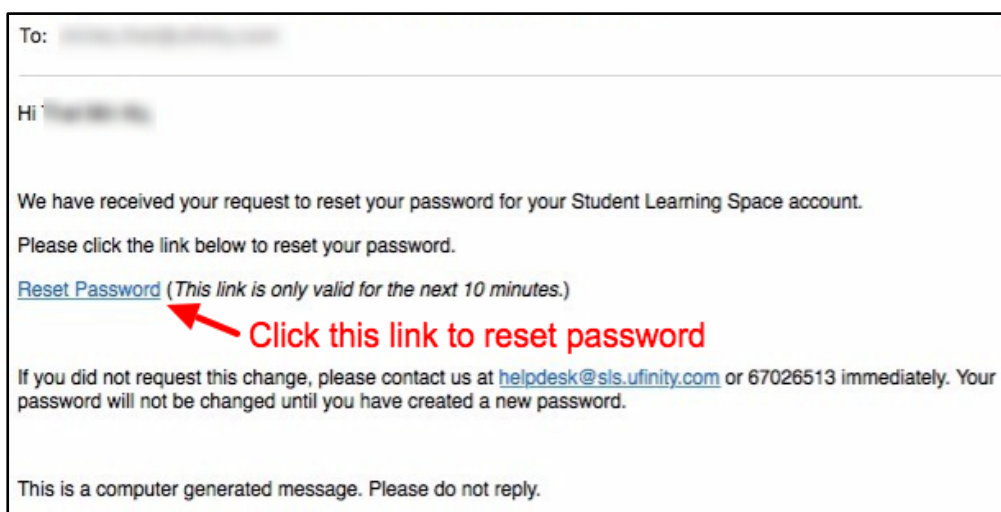 To:
Hi
We have received your request to reset your password for your Student Learning Space account.
Please click the link below to reset your password.
Reset Password (This link is only valid for the next 10 minutes.)
Click this link to reset password
If you did not request this change, please contact us at helpdesk@sls.ufinity.com or 67026513 immediately. Your
password will not be changed until you have created a new password.
This is a computer generated message. Please do not reply.